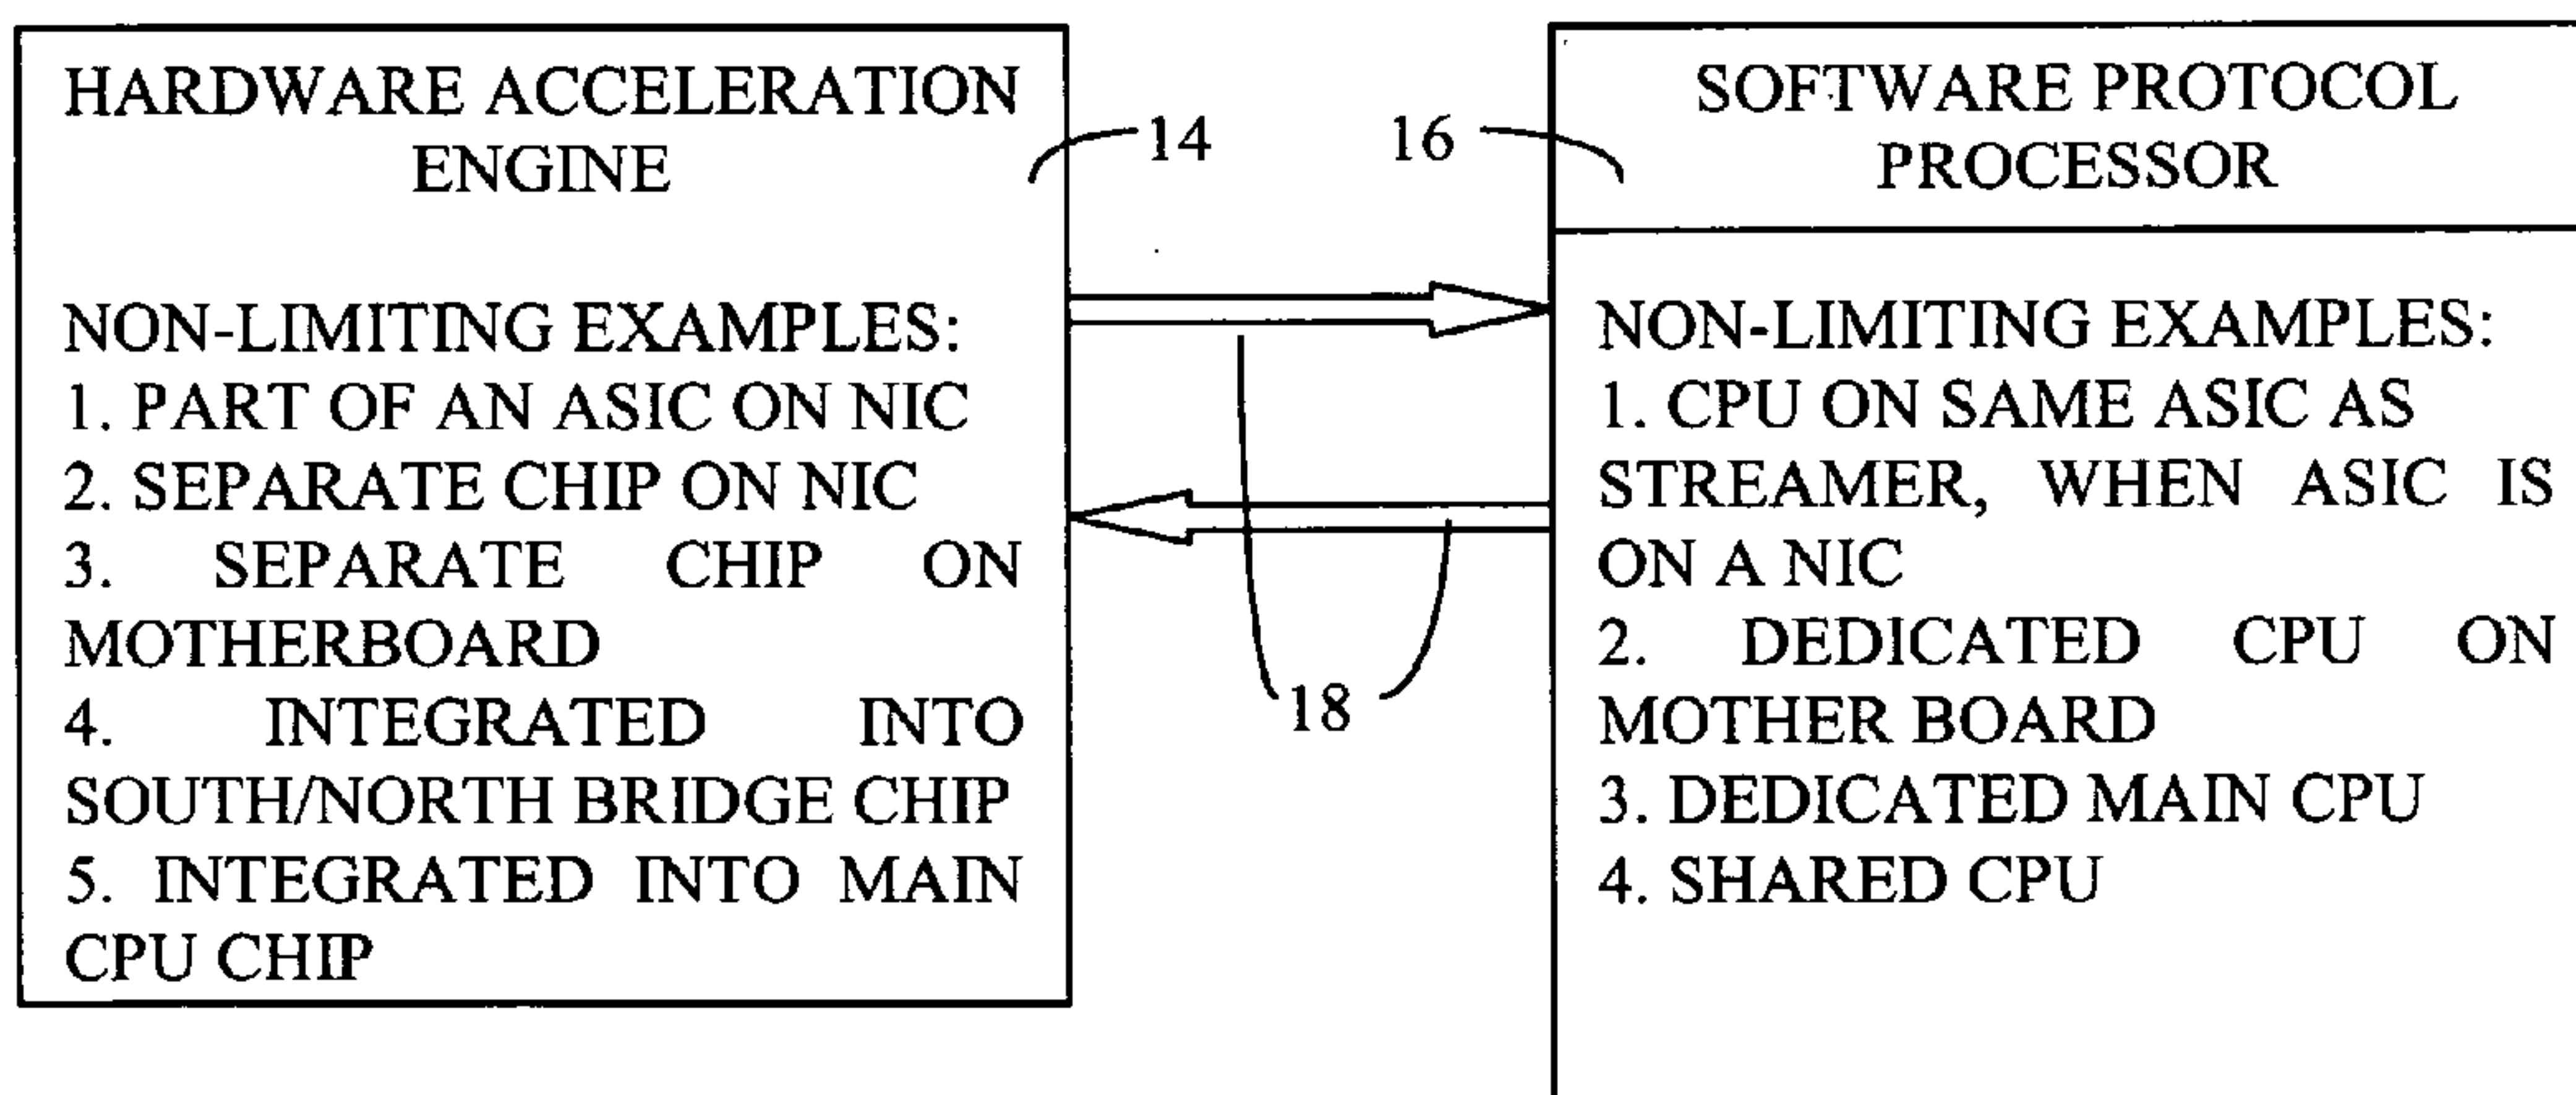 HARDWARE ACCELERATION
ENGINE
NON-LIMITING EXAMPLES:
1. PART OF AN ASIC ON NIC
2. SEPARATE CHIP ON NIC
3. SEPARATE CHIP ON
MOTHERBOARD
4. INTEGRATED INTO
SOUTH/NORTH BRIDGE CHIP
5. INTEGRATED INTO MAIN
CPU CHIP
14
16
18
SOFTWARE PROTOCOL
PROCESSOR
NON-LIMITING EXAMPLES:
1. CPU ON SAME ASIC AS
STREAMER, WHEN ASIC IS
ON A NIC
2. DEDICATED CPU ON
MOTHER BOARD
3. DEDICATED MAIN CPU
4. SHARED CPU